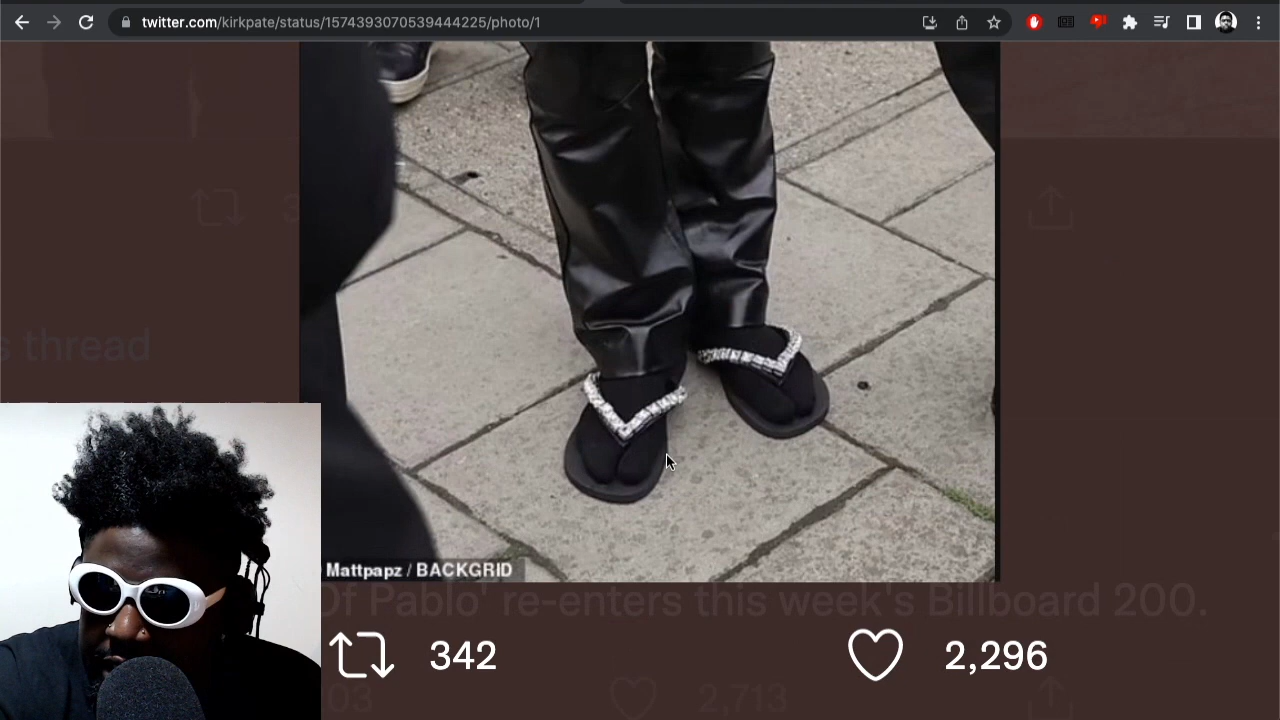 twitter.com/kirkpate/status/1574393070539444225/photo/1
s thread
Mattpapz / BACKGRID
Of Pablo' re-enters this week's Billboard 200.
342
2,296
2,713